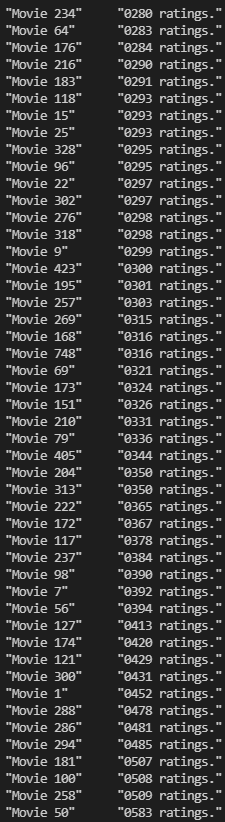 "Movie 234" "0280 ratings."
"Movie 64" "0283 ratings."
"Movie 176" "0284 ratings."
"Movie 216" "0290 ratings."
"Movie 183" "0291 ratings."
"Movie 118" "0293 ratings."
"Movie 15" "0293 ratings."
"Movie 25" "0293 ratings."
"Movie 328" "0295 ratings."
"Movie 96" "0295 ratings."
"Movie 22" "0297 ratings."
"Movie 302" "0297 ratings."
"Movie 276" "0298 ratings."
"Movie 318" "0298 ratings."
"Movie 9" "0299 ratings."
"Movie 423" "0300 ratings."
"Movie 195" "0301 ratings."
"Movie 257" "0303 ratings."
"Movie 269" "0315 ratings."
"Movie 168" "0316 ratings."
"Movie 748" "0316 ratings."
"Movie 69" "0321 ratings."
"Movie 173" "0324 ratings."
"Movie 151" "0326 ratings."
"Movie 210" "0331 ratings."
"Movie 79" "0336 ratings."
"Movie 405" "0344 ratings."
"Movie 204" "0350 ratings."
"Movie 313" "0350 ratings."
"Movie 222" "0365 ratings."
"Movie 172" "0367 ratings."
"Movie 117" "0378 ratings."
"Movie 237" "0384 ratings."
"Movie 98" "0390 ratings."
"Movie 7" "0392 ratings."
"Movie 56" "0394 ratings."
"Movie 127" "0413 ratings."
"Movie 174" "0420 ratings."
"Movie 121" "0429 ratings."
"Movie 300" "0431 ratings."
"Movie 1" "0452 ratings."
"Movie 288" "0478 ratings."
"Movie 286" "0481 ratings."
"Movie 294" "0485 ratings."
"Movie 181" "0507 ratings."
"Movie 100" "0508 ratings."
"Movie 258" "0509 ratings."
"Movie 50" "0583 ratings."